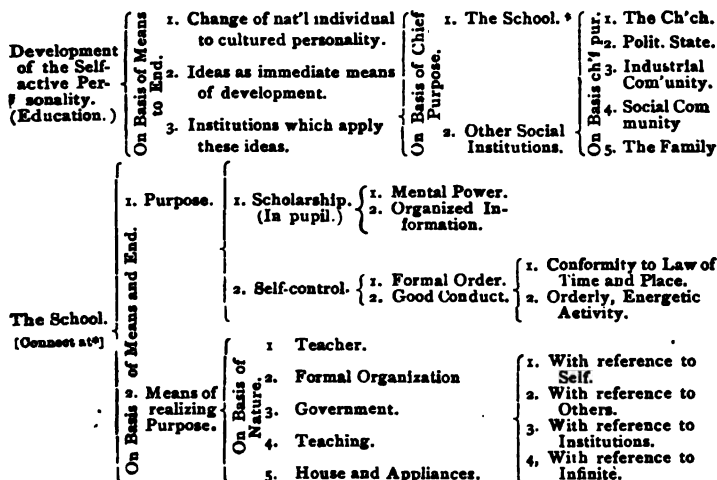 Development
of the Self-
active Per-
sonality.
(Education.)
On Basis of Means
to End.
1. Change of nat'l individual
to cultured personality.
2. Ideas as immediate means
of development.
3. Institutions which apply
these ideas.
On Basis of Chief
Purpose.
1. The School.*
2. Other Social
Institutions.
On Basis ch'f pur.
1. The Ch'ch.
2. Polit. State.
3. Industrial
Com'unity.
4. Social Com
munity
5. The Family
The School.
[Connect at*]
On Basis of Means and End.
1. Purpose.
1. Scholarship.
(In pupil.)
1. Mental Power.
2. Organized In-
formation.
2. Self-control.
1. Formal Order.
2. Good Conduct.
1. Conformity to Law of
Time and Place.
2. Orderly, Energetic
Activity.
2. Means of
realizing
Purpose.
On Basis of
Nature.
1 Teacher.
2. Formal Organization
3. Government.
4. Teaching.
5. House and Appliances.
1. With reference to
Self.
2. With reference to
Others.
3. With reference to
Institutions.
4, With reference to
Infinite.